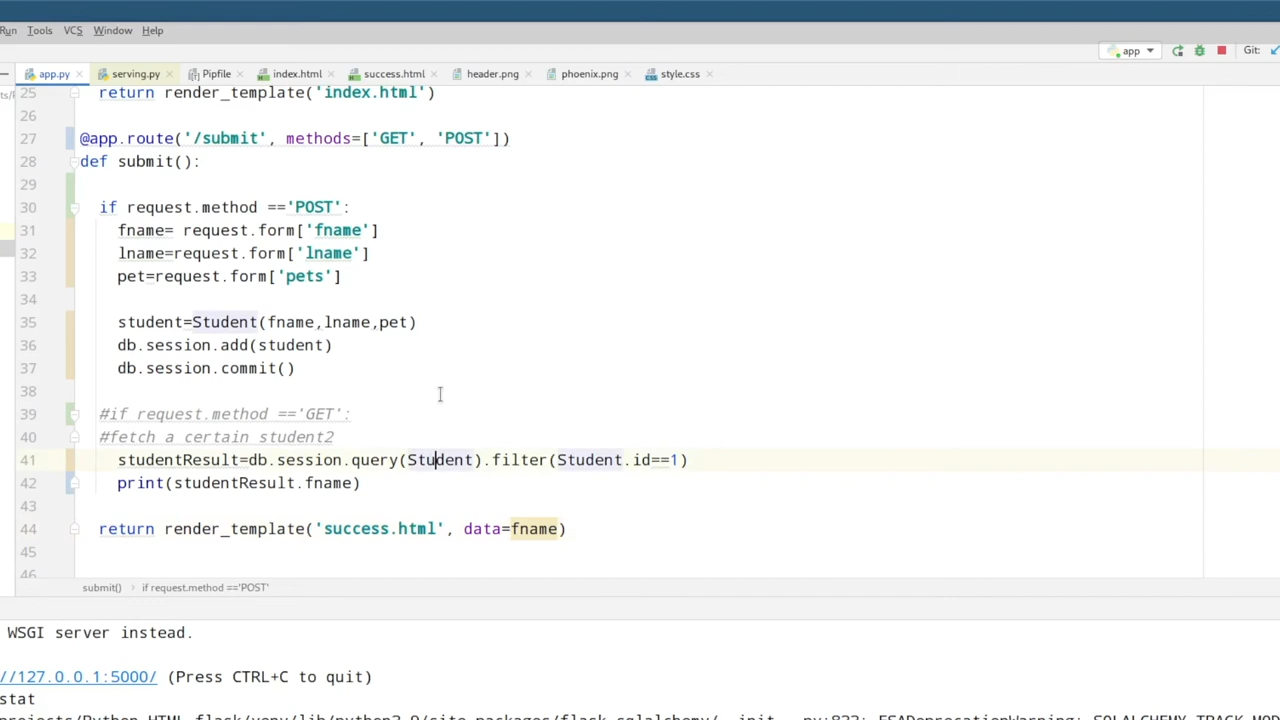 Run Tools VCS Window Help
app Git:
app.py serving.py Pipfile index.html success.html header.png phoenix.png style.css
25 return render_template('index.html')
26
27 @app.route('/submit', methods=['GET', 'POST'])
28 def submit():
29
30 if request.method =='POST':
31 fname= request.form['fname']
32 lname=request.form['lname']
33 pet=request.form['pets']
34
35 student=Student(fname,lname,pet)
36 db.session.add(student)
37 db.session.commit()
38
39 #if request.method =='GET':
40 #fetch a certain student2
41 studentResult=db.session.query(Student).filter(Student.id==1)
42 print(studentResult.fname)
43
44 return render_template('success.html', data=fname)
45
46
submit() › if request.method =='POST'
WSGI server instead.
//127.0.0.1:5000/ (Press CTRL+C to quit)
stat